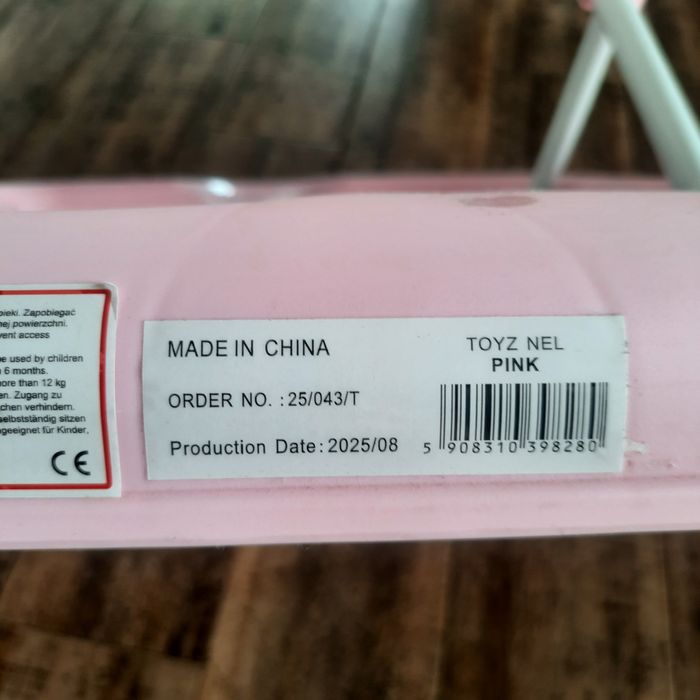 pieki. Zapobiegać
nej powierzchni.
vent access
be used by children
6 months.
more than 12 kg
en. Zugang zu
chen verhindern.
selbstständig sitzen
ngeeignet für Kinder,
CE
MADE IN CHINA
ORDER NO. : 25/043/T
Production Date: 2025/08
TOYZ NEL
PINK
5 908310 398280